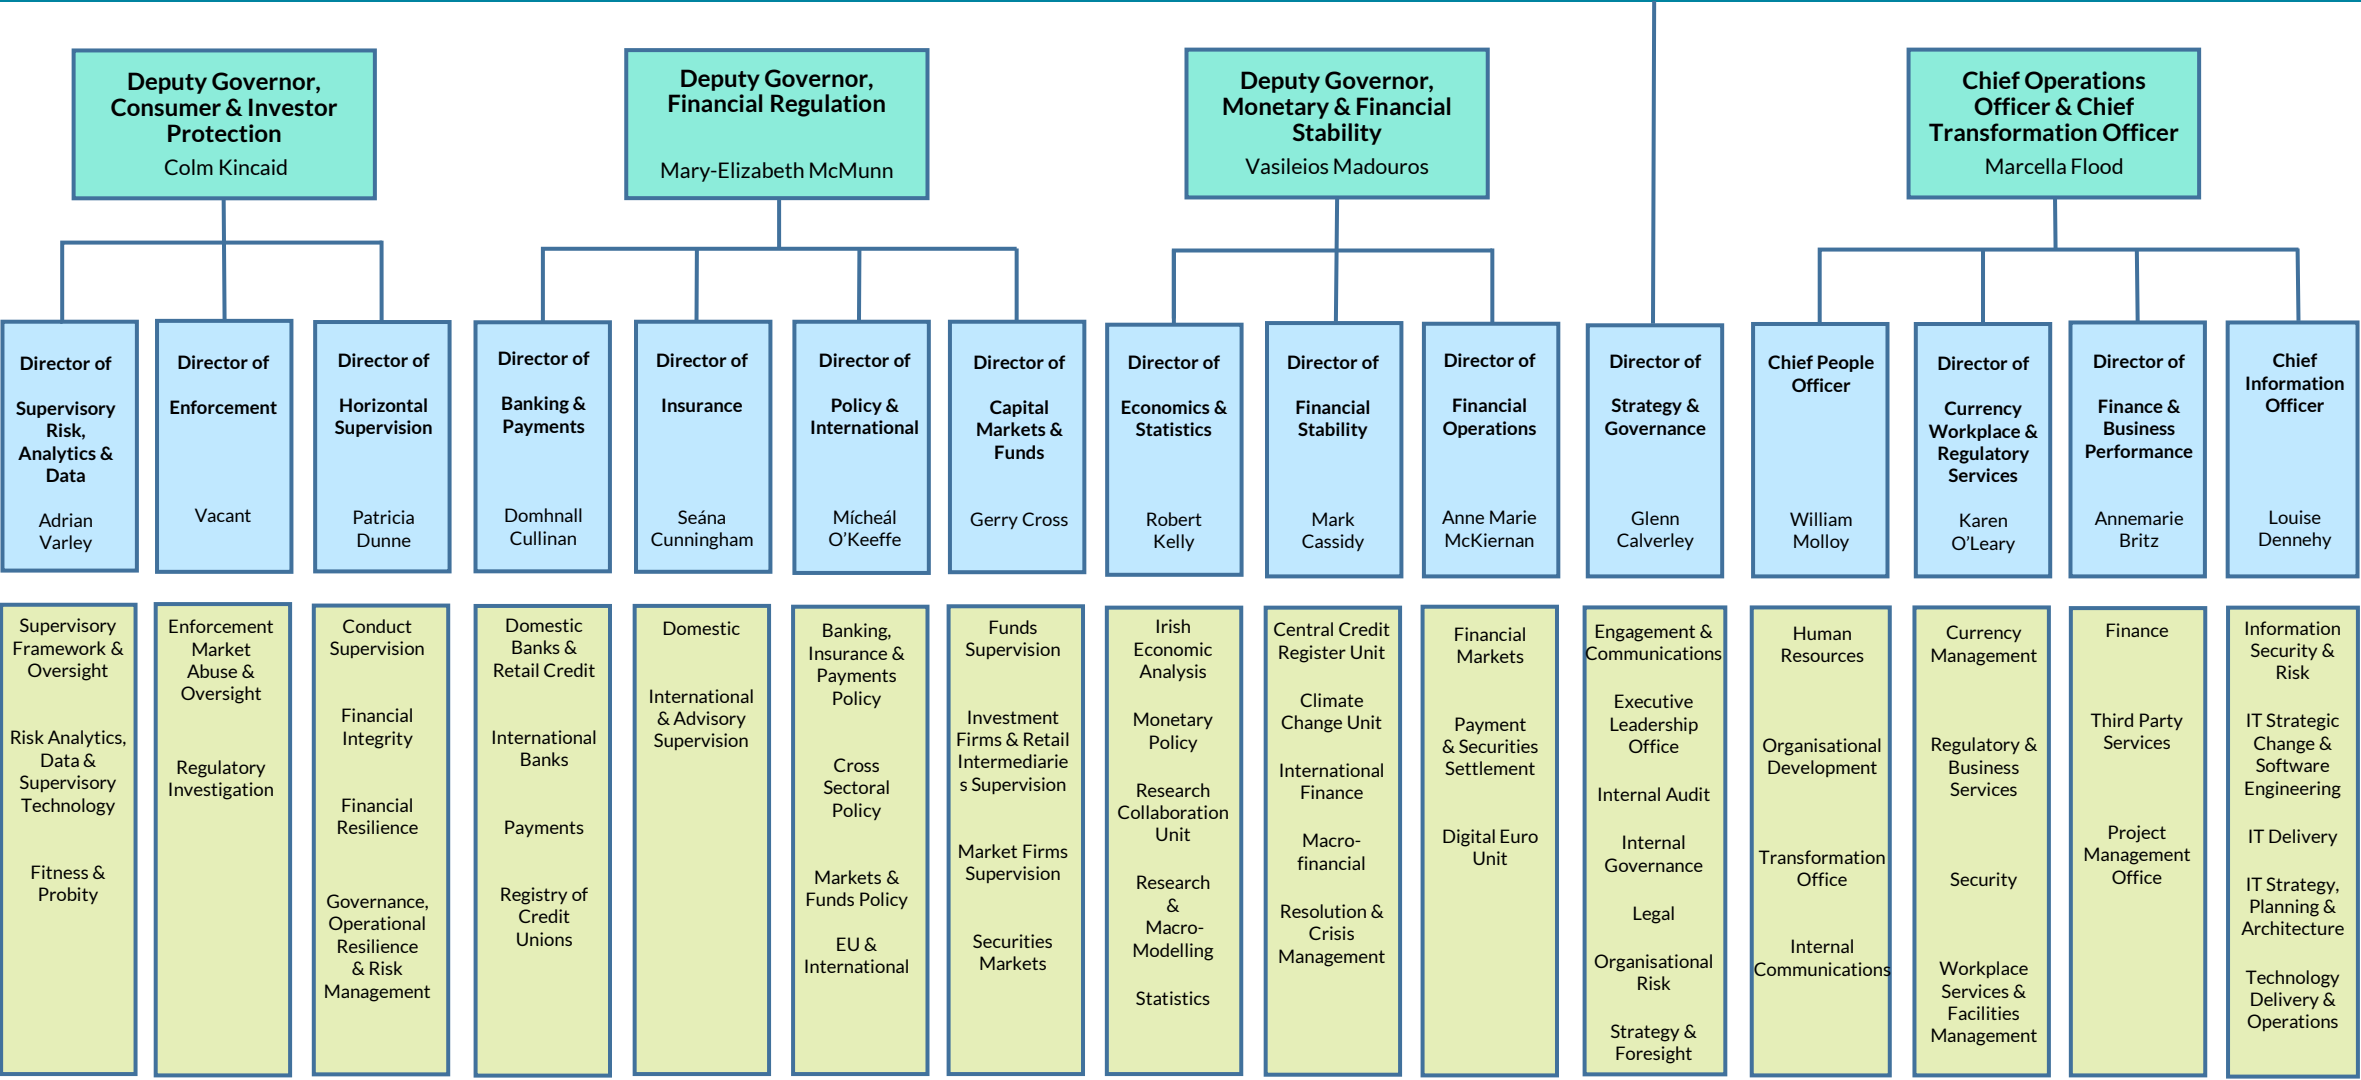 Deputy Governor,
Consumer & Investor
Protection
Colm Kincaid
Deputy Governor,
Financial Regulation
Mary-Elizabeth McMunn
Deputy Governor,
Monetary & Financial
Stability
Vasileios Madouros
Chief Operations
Officer & Chief
Transformation Officer
Marcella Flood
Director of
Supervisory
Risk,
Analytics &
Data
Adrian
Varley
Director of
Enforcement
Vacant
Director of
Horizontal
Supervision
Patricia
Dunne
Director of
Banking &
Payments
Domhnall
Cullinan
Director of
Insurance
Seána
Cunningham
Director of
Policy &
International
Mícheál
O’Keeffe
Director of
Capital
Markets &
Funds
Gerry Cross
Director of
Economics &
Statistics
Robert
Kelly
Director of
Financial
Stability
Mark
Cassidy
Director of
Financial
Operations
Anne Marie
McKiernan
Director of
Strategy &
Governance
Glenn
Calverley
Chief People
Officer
William
Molloy
Director of
Currency
Workplace &
Regulatory
Services
Karen
O’Leary
Director of
Finance &
Business
Performance
Annemarie
Britz
Chief
Information
Officer
Louise
Dennehy
Supervisory
Framework &
Oversight
Risk Analytics,
Data &
Supervisory
Technology
Fitness &
Probity
Enforcement
Market
Abuse &
Oversight
Regulatory
Investigation
Conduct
Supervision
Financial
Integrity
Financial
Resilience
Governance,
Operational
Resilience
& Risk
Management
Domestic
Banks &
Retail Credit
International
Banks
Payments
Registry of
Credit
Unions
Domestic
International
& Advisory
Supervision
Banking,
Insurance &
Payments
Policy
Cross
Sectoral
Policy
Markets &
Funds Policy
EU &
International
Funds
Supervision
Investment
Firms & Retail
Intermediarie
s Supervision
Market Firms
Supervision
Securities
Markets
Irish
Economic
Analysis
Monetary
Policy
Research
Collaboration
Unit
Research
&
Macro-
Modelling
Statistics
Central Credit
Register Unit
Climate
Change Unit
International
Finance
Macro-
financial
Resolution &
Crisis
Management
Financial
Markets
Payment
& Securities
Settlement
Digital Euro
Unit
Engagement &
Communications
Executive
Leadership
Office
Internal Audit
Internal
Governance
Legal
Organisational
Risk
Strategy &
Foresight
Human
Resources
Organisational
Development
Transformation
Office
Internal
Communications
Currency
Management
Regulatory &
Business
Services
Security
Workplace
Services &
Facilities
Management
Finance
Third Party
Services
Project
Management
Office
Information
Security &
Risk
IT Strategic
Change &
Software
Engineering
IT Delivery
IT Strategy,
Planning &
Architecture
Technology
Delivery &
Operations